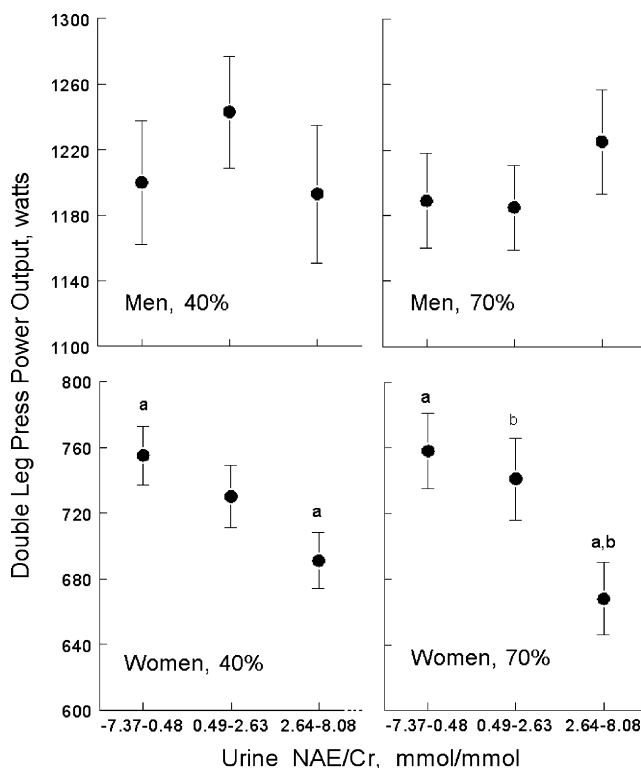 Double Leg Press Power Output, watts
1300
1260
1220
1180
1140
1100
Men, 40%
Men, 70%
800
760
720
680
640
600
a
a
Women, 40%
a
b
a,b
Women, 70%
-7.37-0.48 0.49-2.63 2.64-8.08
-7.37-0.48 0.49-2.63 2.64-8.08
Urine NAE/Cr, mmol/mmol